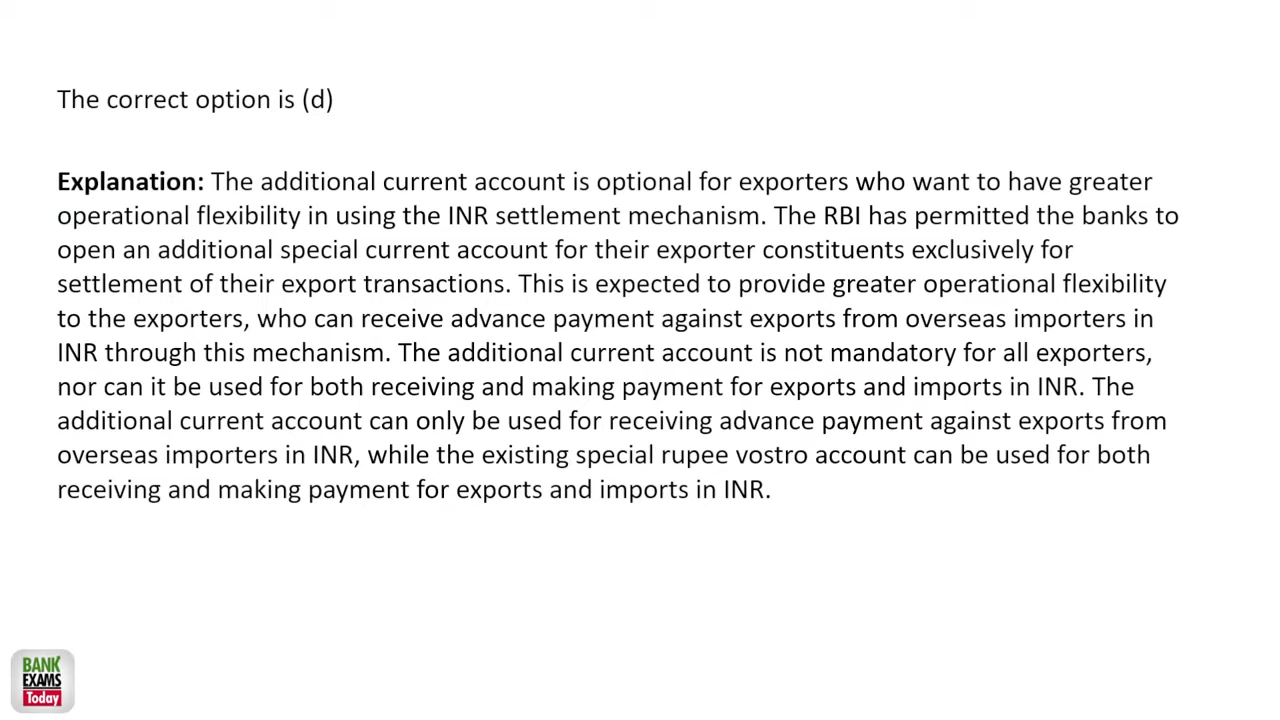 The correct option is (d)
Explanation: The additional current account is optional for exporters who want to have greater
operational flexibility in using the INR settlement mechanism. The RBI has permitted the banks to
open an additional special current account for their exporter constituents exclusively for
settlement of their export transactions. This is expected to provide greater operational flexibility
to the exporters, who can receive advance payment against exports from overseas importers in
INR through this mechanism. The additional current account is not mandatory for all exporters,
nor can it be used for both receiving and making payment for exports and imports in INR. The
additional current account can only be used for receiving advance payment against exports from
overseas importers in INR, while the existing special rupee vostro account can be used for both
receiving and making payment for exports and imports in INR.
BANK
EXAMS
Today